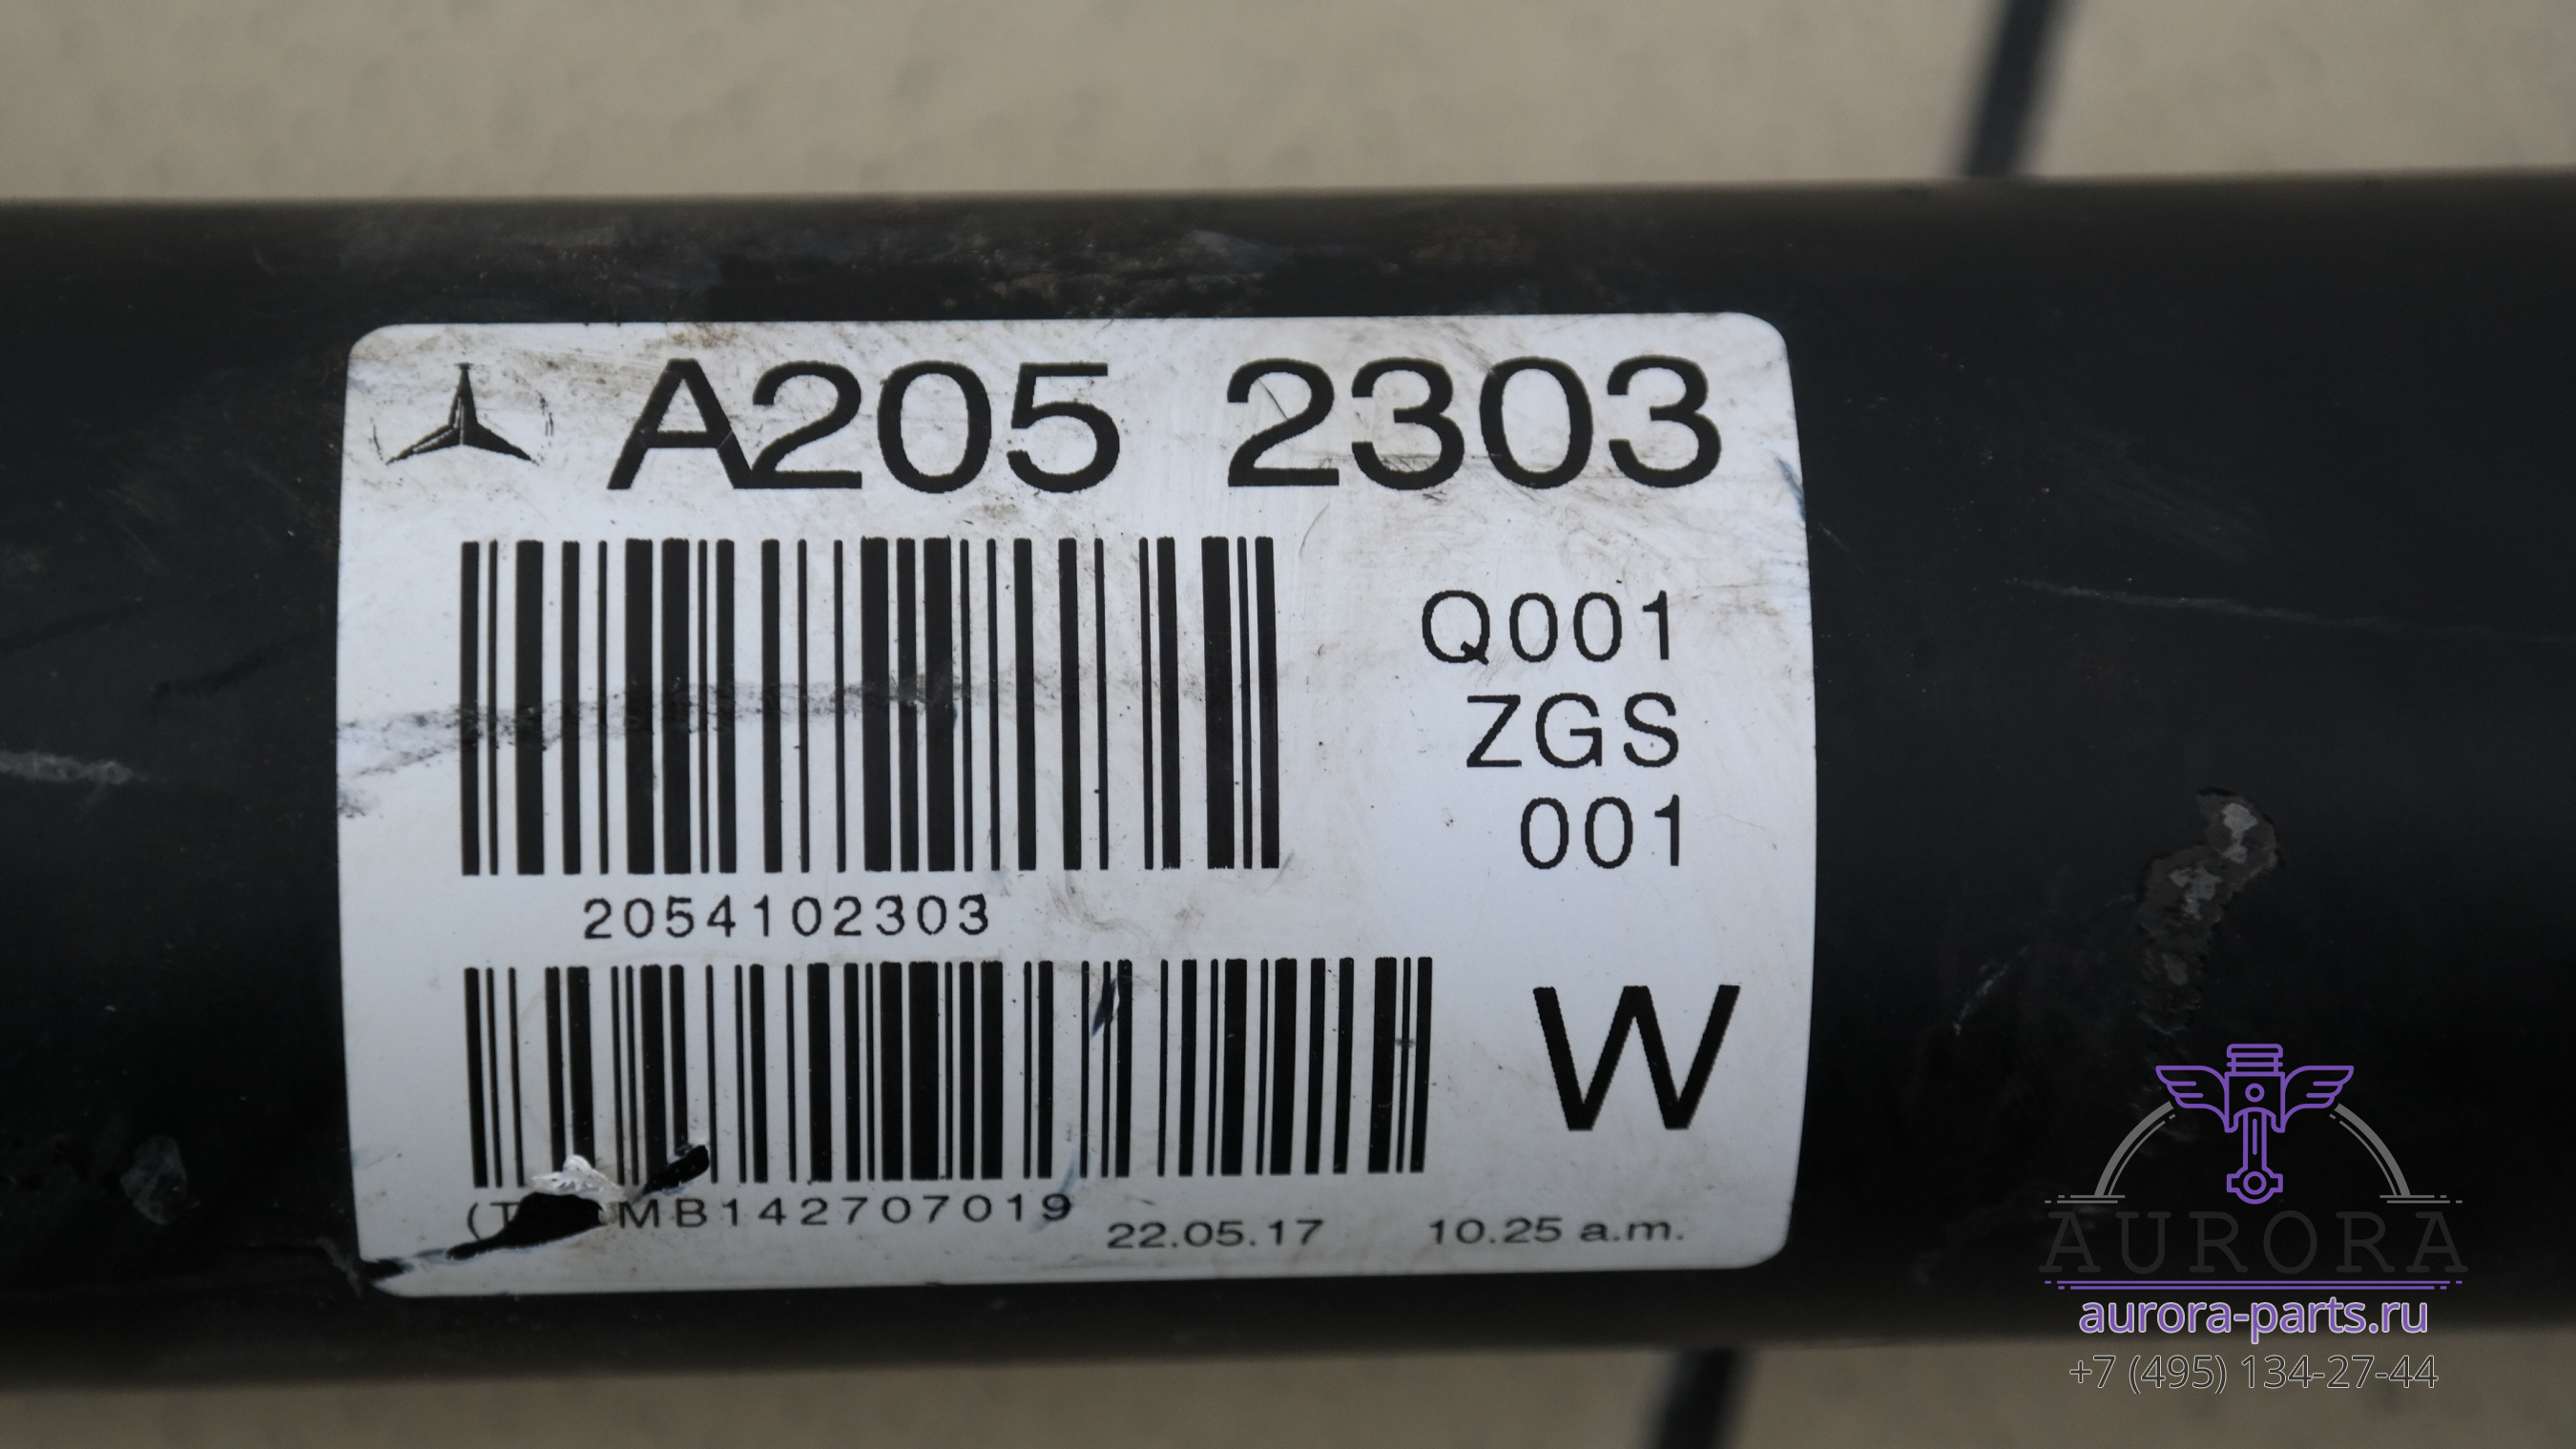 A205 2303
Q001
ZGS
001
2054102303
W
22.05.17 10.25 a.m.
AURORA
aurora-parts.ru
+7 (495) 134-27-44